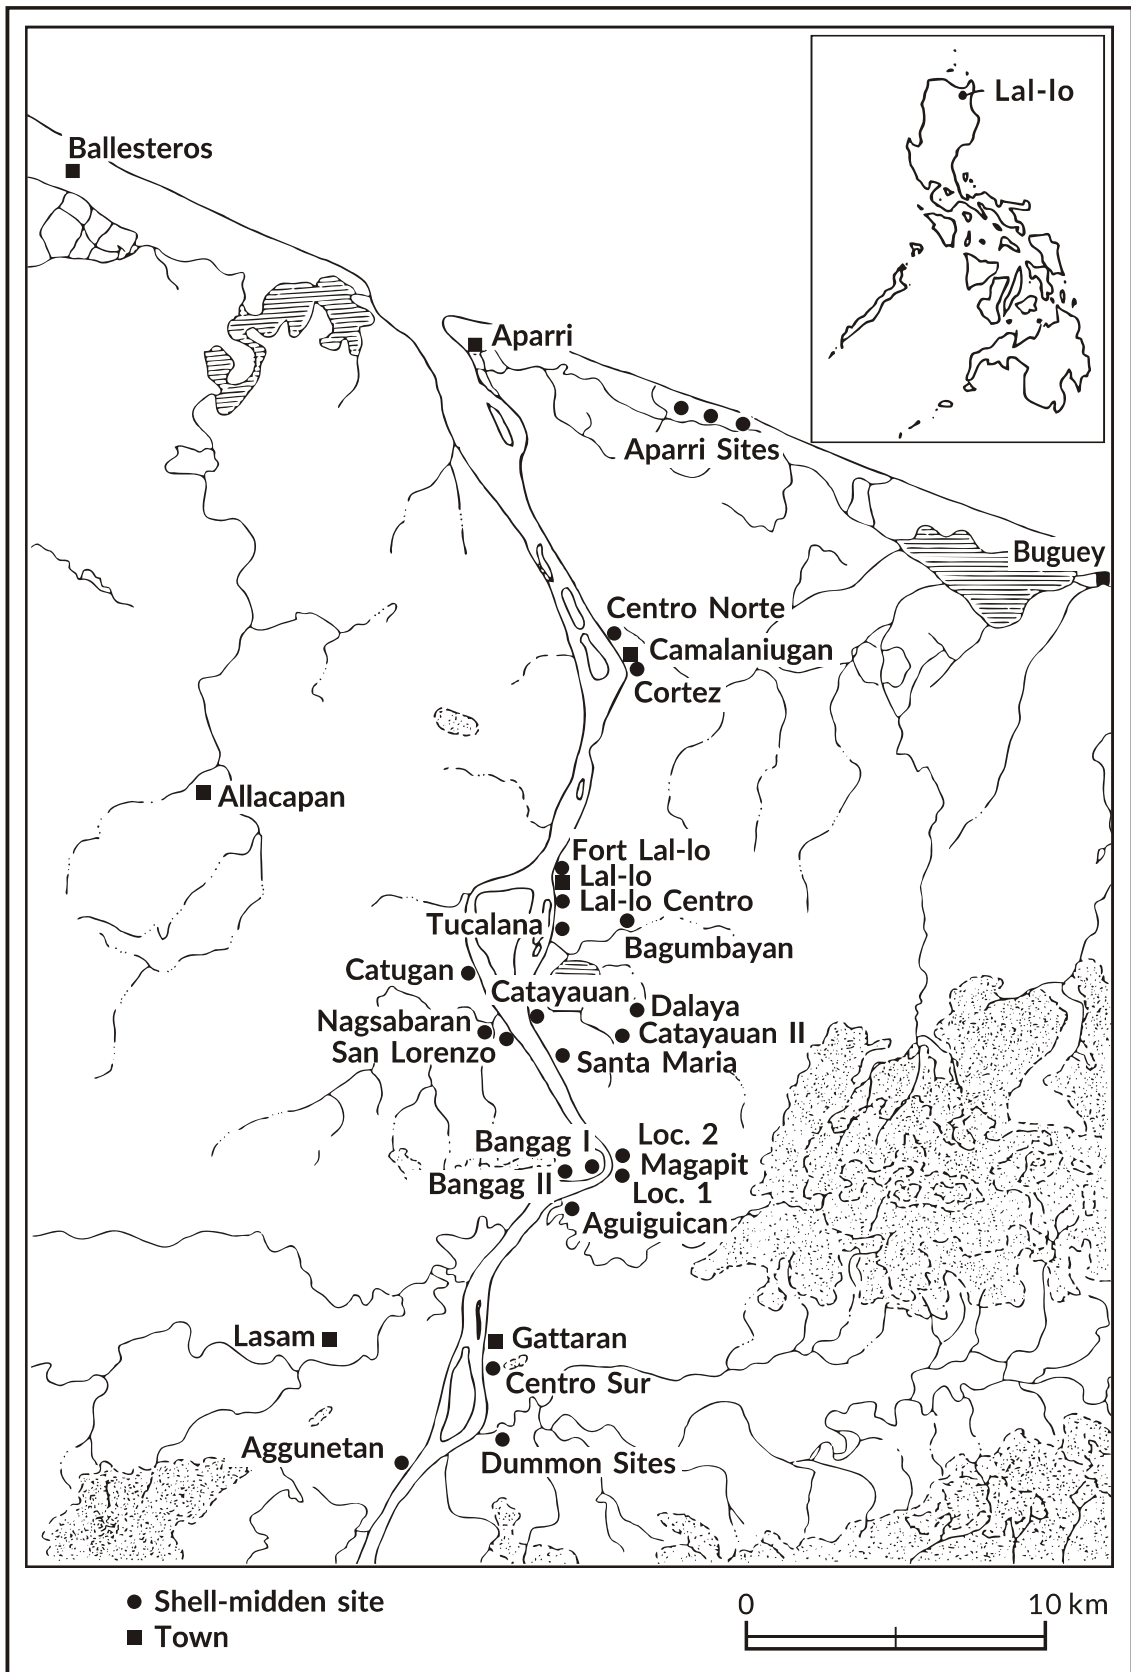 Lal-lo
Ballesteros
Aparri
Aparri Sites
Buguey
Centro Norte
Camalaniugan
Cortez
Allacapan
Fort Lal-lo
Lal-lo
Lal-lo Centro
Tucalana
Bagumbayan
Catugan
Catayauan
Dalaya
Nagsabaran
Catayauan II
San Lorenzo
Santa Maria
Loc. 2
Bangag I
Magapit
Bangag II
Loc. 1
Aguiguican
Lasam
Gattaran
Centro Sur
Aggunetan
Dummon Sites
Shell-midden site
Town
0
10 km